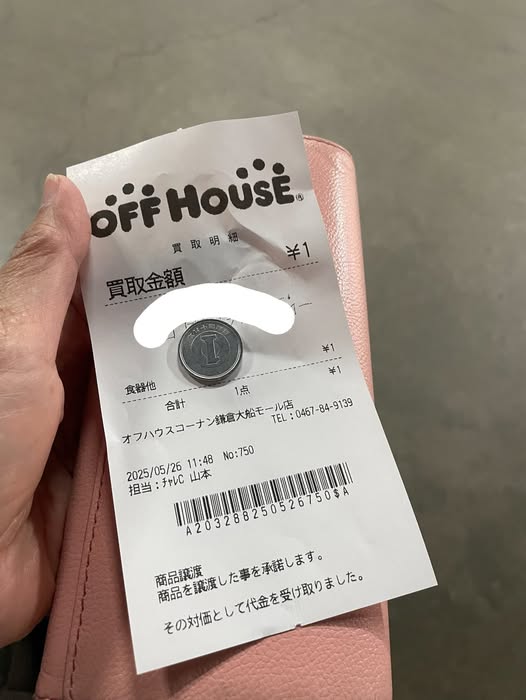 OFF HOUSE®
買取明細
買取金額 ¥1
¥1
食器他 1点 ¥1
合計
オフハウスコーナン鎌倉大船モール店
TEL:0467-84-9139
2025/05/26 11:48 No:750
担当:ﾁｬﾚC 山本
A203288250526750$A
商品譲渡
商品を譲渡した事を承諾します。
その対価として代金を受け取りました。